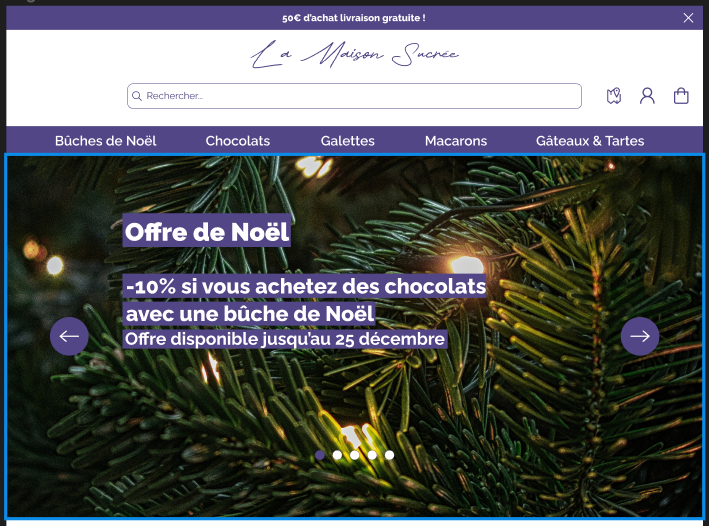 50€ d'achat livraison gratuite !
La Maison Sucrée
Rechercher...
Bûches de Noël
Chocolats
Galettes
Macarons
Gâteaux & Tartes
Offre de Noël
-10% si vous achetez des chocolats
avec une bûche de Noël
Offre disponible jusqu'au 25 décembre